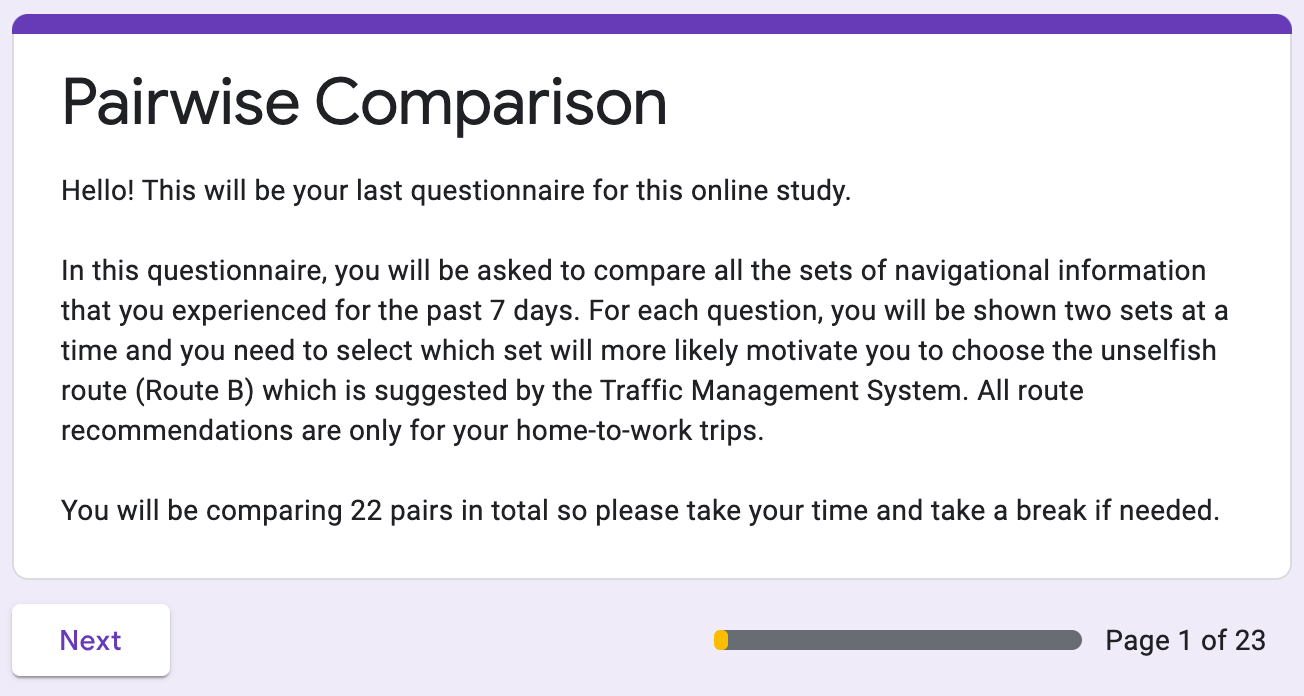 Pairwise Comparison
Hello! This will be your last questionnaire for this online study.
In this questionnaire, you will be asked to compare all the sets of navigational information
that you experienced for the past 7 days. For each question, you will be shown two sets at a
time and you need to select which set will more likely motivate you to choose the unselfish
route (Route B) which is suggested by the Traffic Management System. All route
recommendations are only for your home-to-work trips.
You will be comparing 22 pairs in total so please take your time and take a break if needed.
Next
Page 1 of 23